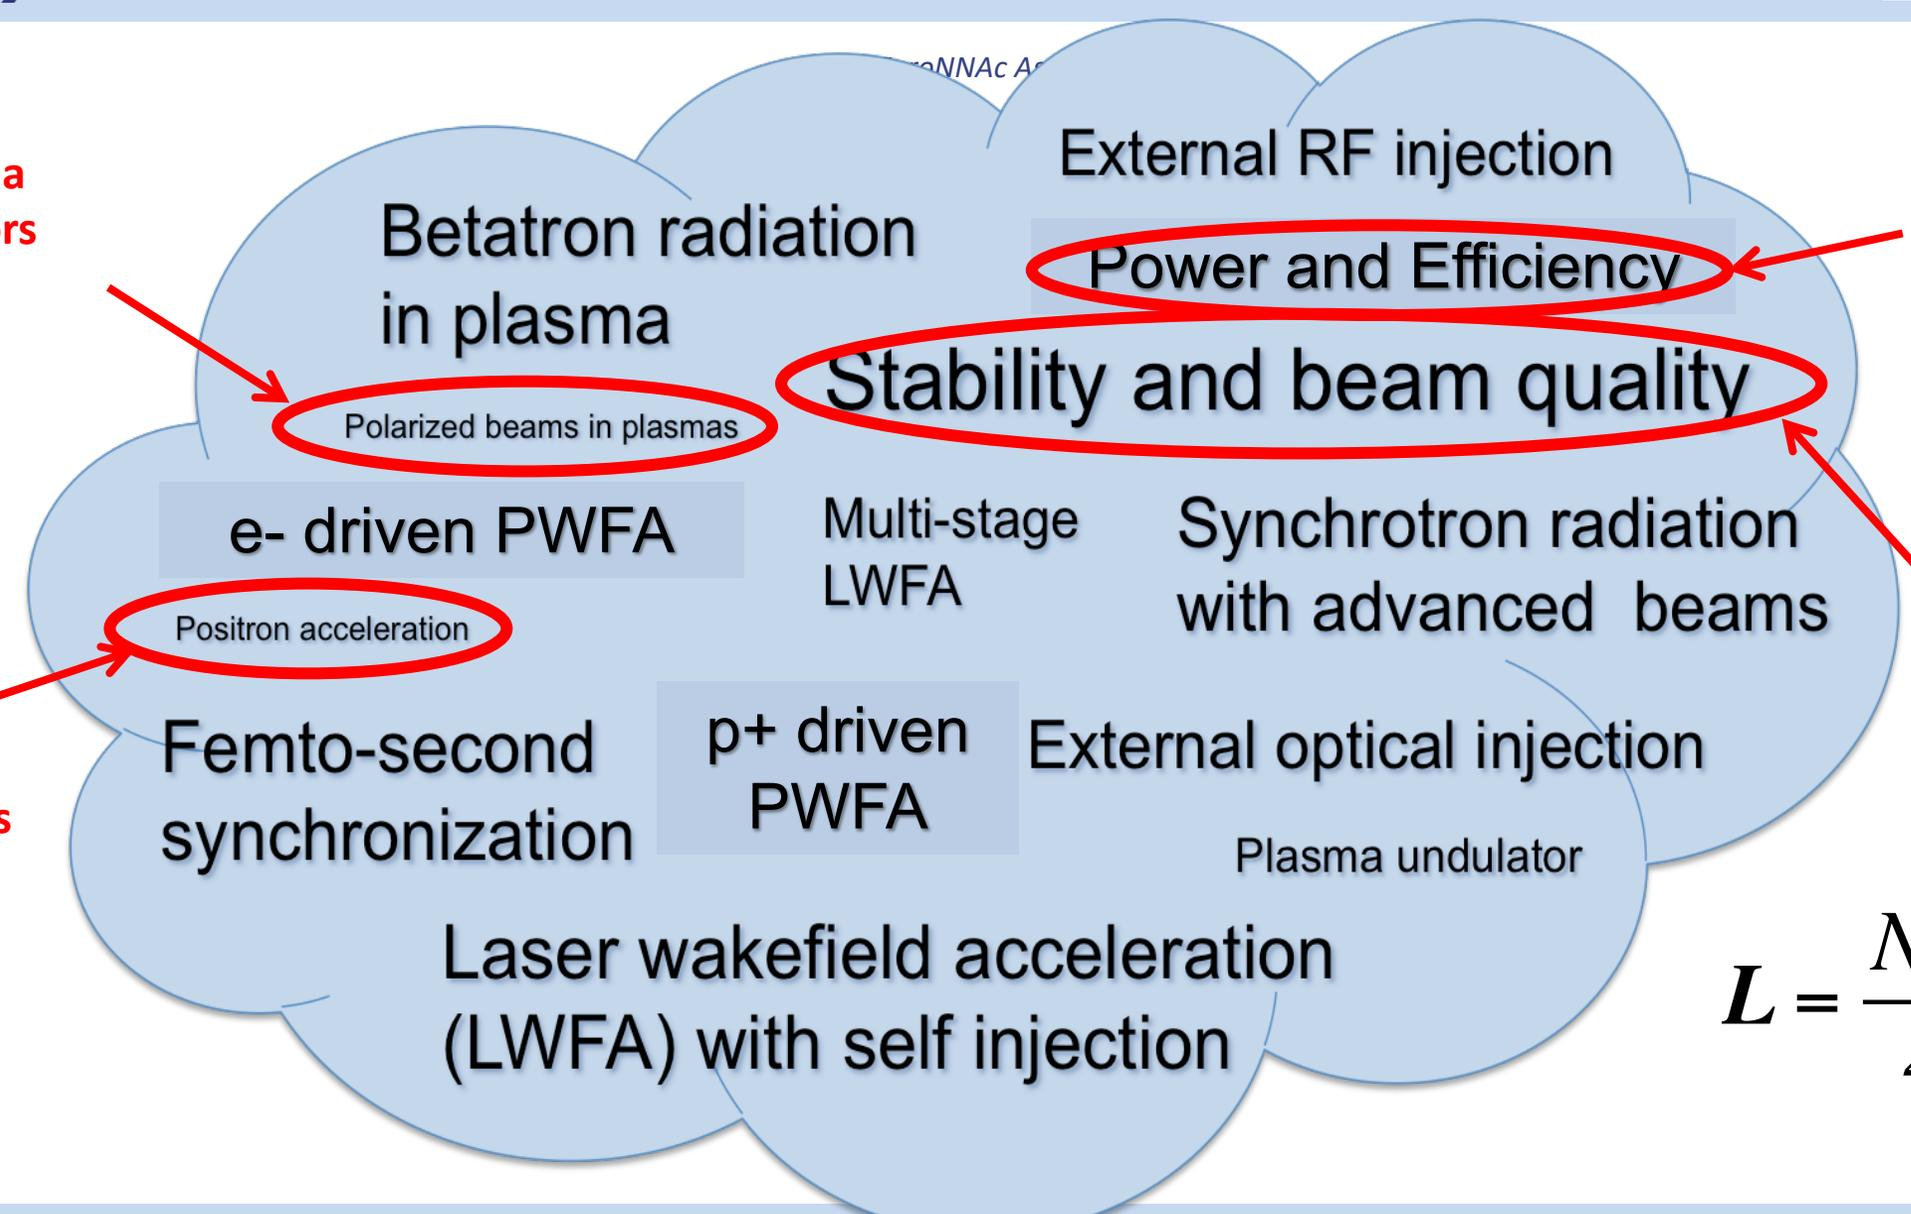 External RF injection
a
Betatron radiation
in plasma
Power and Efficiency
Stability and beam quality
Polarized beams in plasmas
e- driven PWFA
Multi-stage
LWFA
Synchrotron radiation
with advanced beams
Positron acceleration
Femto-second
synchronization
p+ driven
PWFA
External optical injection
Plasma undulator
Laser wakefield acceleration
(LWFA) with self injection
L =